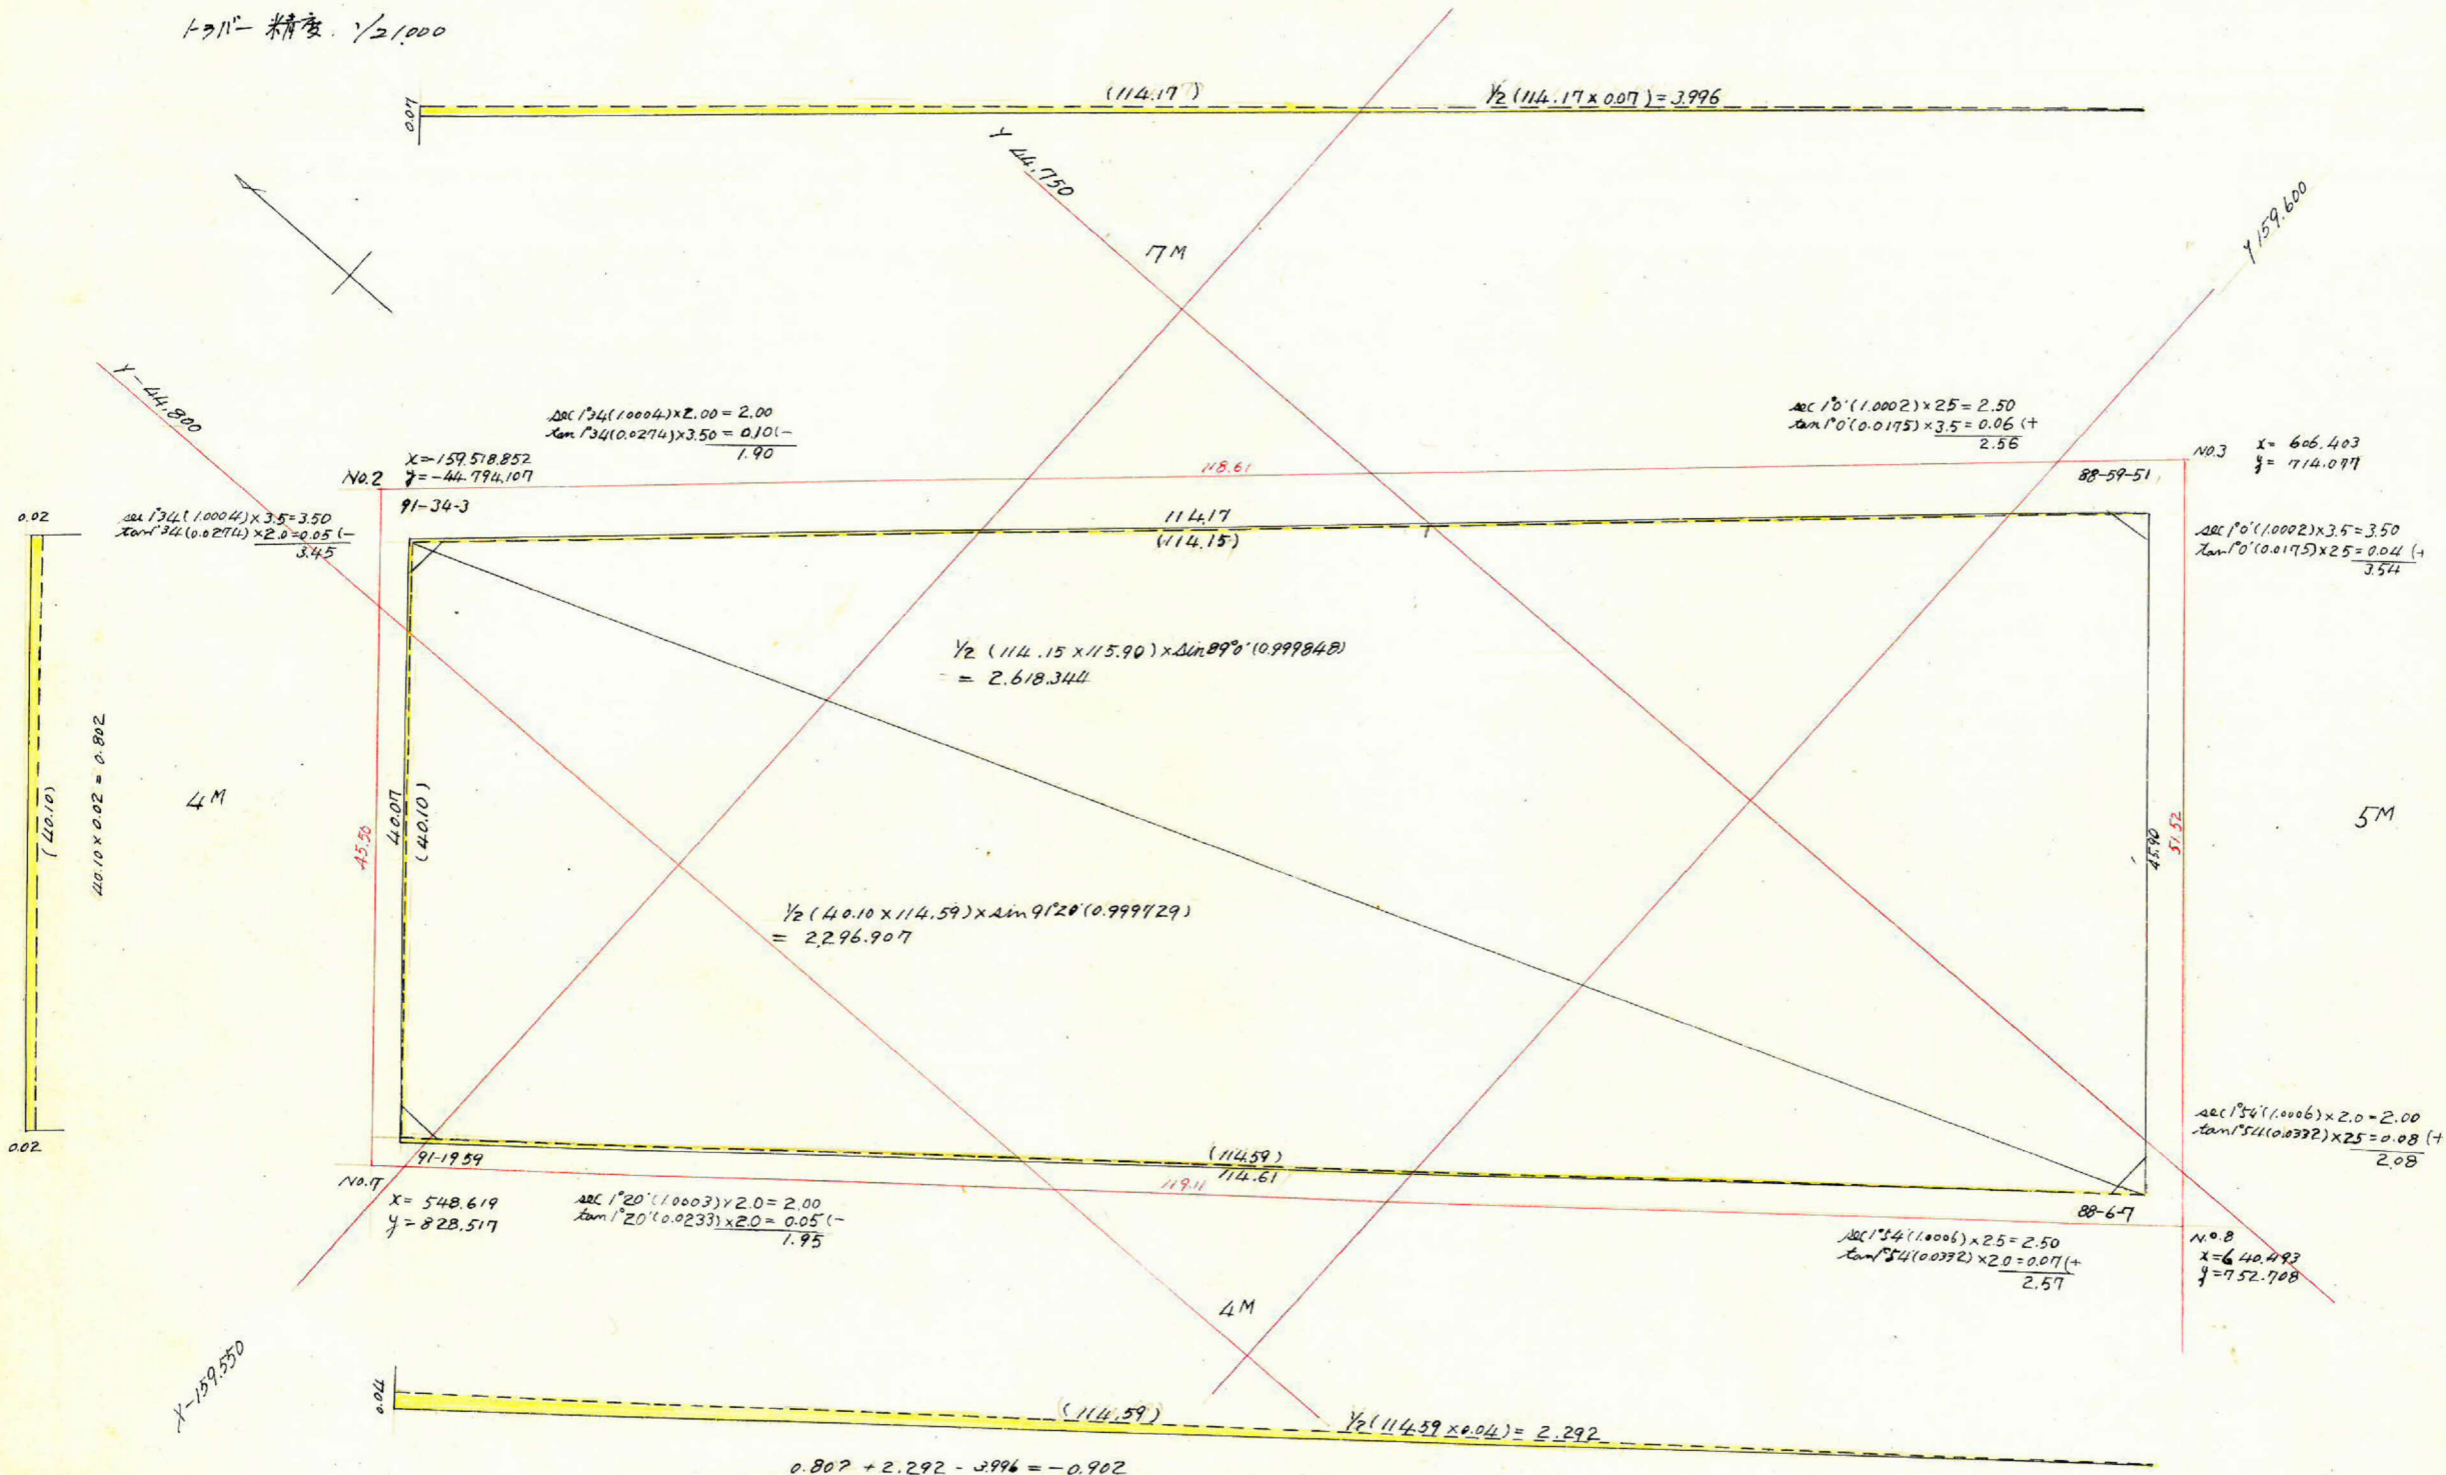 トラバー 精度. 1/21,000
(114.17)
1/2(114.17×0.07)=3.996
0.07
Y 44.750
7M
Y 159.600
Y-44.800
sec 1°34(1.0004)×2.00=2.00
tan 1°34(0.0274)×3.50=0.10(-
1.90
sec 1°0'(1.0002)×25=2.50
tan 1°0'(0.0175)×3.5=0.06(+
2.56
NO.2
X=-159.518.852
y=-44.794.107
118.61
NO.3
x= 606.403
y= 714.077
91-34-3
88-59-51
0.02
sec 1°34(1.0004)×3.5=3.50
tan 1°34(0.0274)×2.0=0.05(-
3.45
114.17
(114.15)
sec 1°0'(1.0002)×3.5=3.50
tan 1°0'(0.0175)×25=0.04(+
3.54
1/2(114.15×115.90)×sin89°0'(0.999848)
= 2.618.344
(40.10)
40.10×0.02=0.802
4M
45.50
40.07
(40.10)
45.90
51.52
5M
1/2(40.10×114.59)×sin91°20'(0.999729)
= 2,296.907
0.02
sec 1°54'(1.0006)×2.0=2.00
tan 1°54(0.0332)×25=0.08(+
2.08
91-1959
(114.59)
114.61
119.11
88-6-7
x= 548.619
y=828.517
sec 1°20'(1.0003)×2.0=2.00
tan 1°20'(0.0233)×2.0=0.05(-
1.95
sec 1°54'(1.0006)×25=2.50
tan 1°54(0.0332)×2.0=0.07(+
2.57
NO.8
x=640.493
y=752.708
4M
X-159.550
0.04
(114.59)
1/2(114.59×0.04)=2.292
0.802+2.292-3.996=-0.902